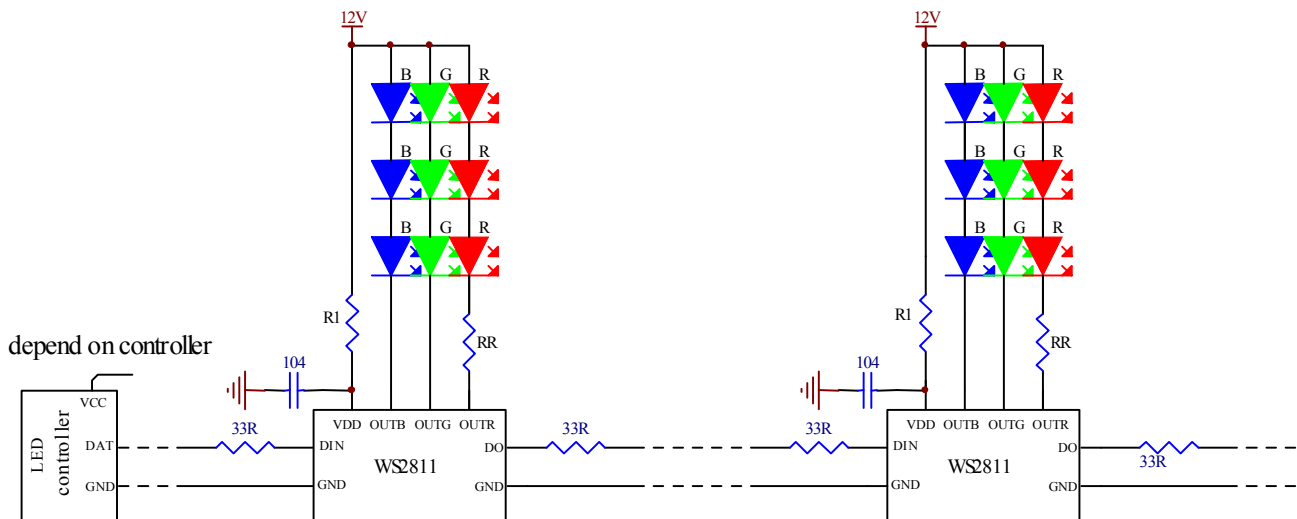 12V 12V
B G R B G R
B G R B G R
B G R B G R
R1 RR R1 RR
depend on controller
104 104
VCC
VDD OUTB OUTG OUTR VDD OUTB OUTG OUTR
LED controller
DAT 33R DIN DO 33R 33R DIN DO 33R
WS2811 WS2811
GND GND GND GND GND